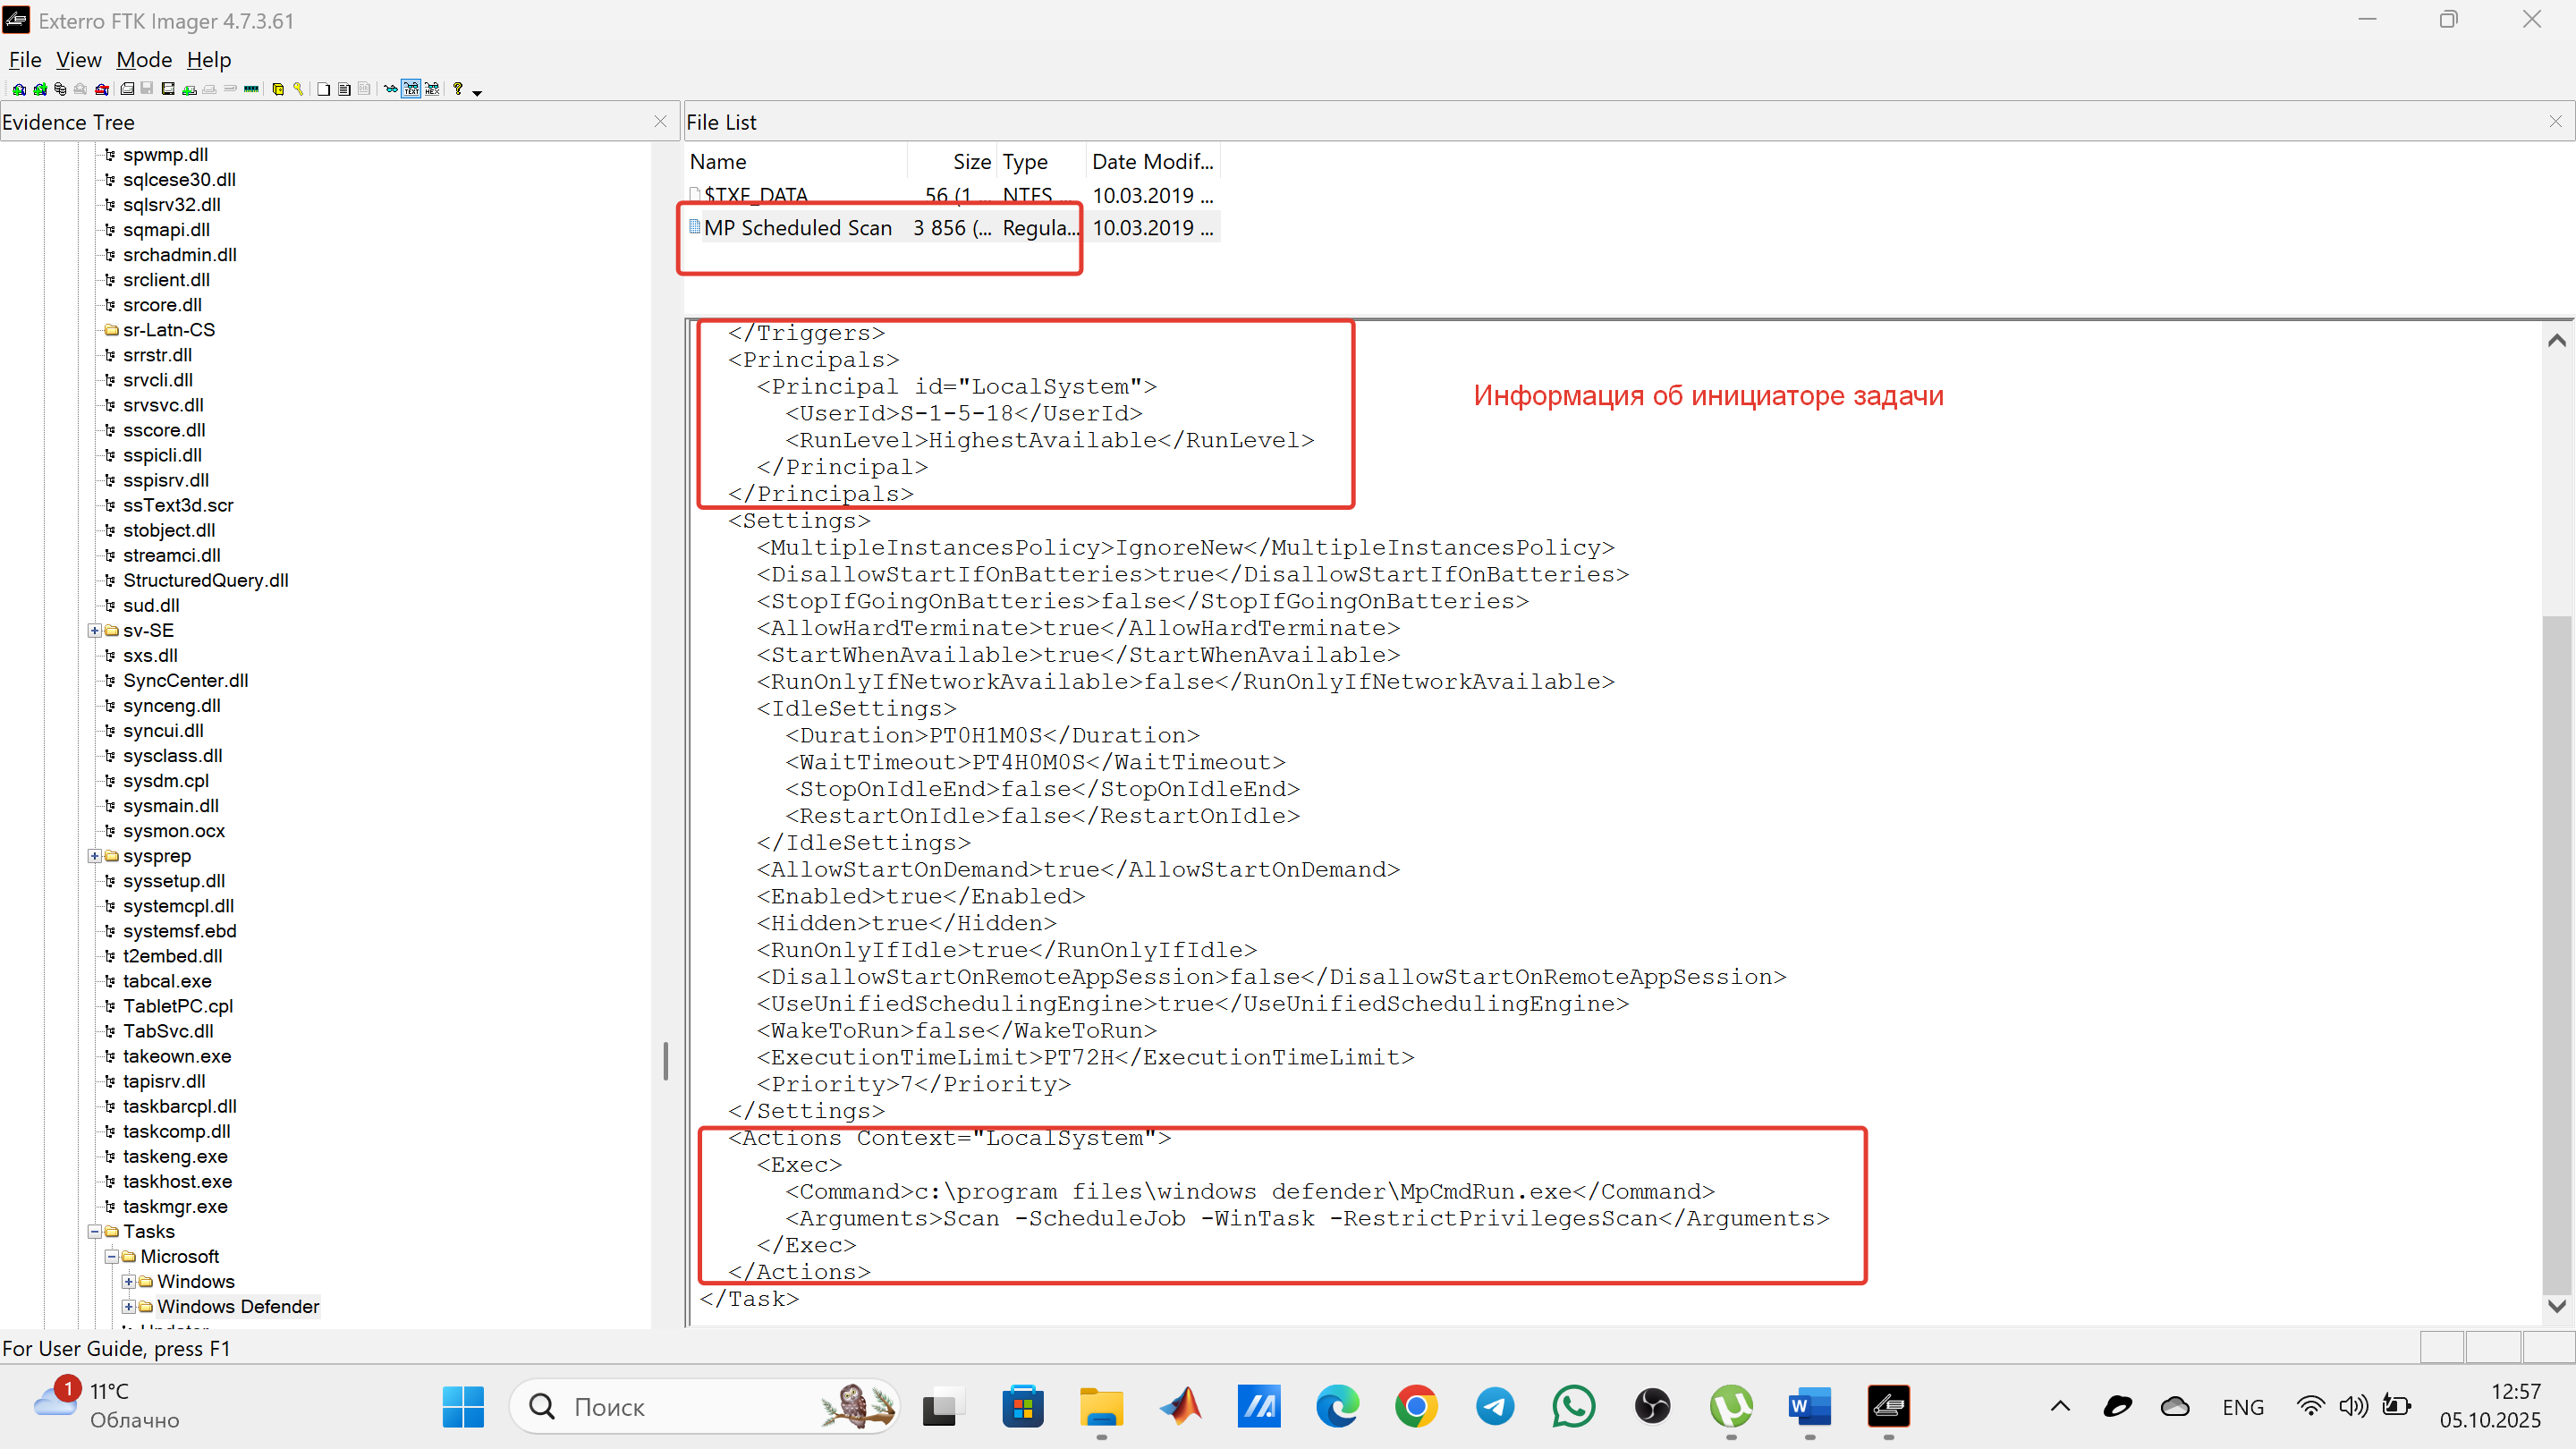 Exterro FTK Imager 4.7.3.61
File View Mode Help
Evidence Tree
File List
spwmp.dll
sqlcese30.dll
sqlsrv32.dll
sqmapi.dll
srchadmin.dll
srclient.dll
srcore.dll
sr-Latn-CS
srrstr.dll
srvcli.dll
srvsvc.dll
sscore.dll
sspicli.dll
sspisrv.dll
ssText3d.scr
stobject.dll
streamci.dll
StructuredQuery.dll
sud.dll
sv-SE
sxs.dll
SyncCenter.dll
synceng.dll
syncui.dll
sysclass.dll
sysdm.cpl
sysmain.dll
sysmon.ocx
sysprep
syssetup.dll
systemcpl.dll
systemsf.ebd
t2embed.dll
tabcal.exe
TabletPC.cpl
TabSvc.dll
takeown.exe
tapisrv.dll
taskbarcpl.dll
taskcomp.dll
taskeng.exe
taskhost.exe
taskmgr.exe
Tasks
Microsoft
Windows
Windows Defender
Name Size Type Date Modif...
$TXF_DATA 56 (1 ... NTFS ... 10.03.2019 ...
MP Scheduled Scan 3 856 (... Regula... 10.03.2019 ...
</Triggers>
<Principals>
<Principal id="LocalSystem">
<UserId>S-1-5-18</UserId>
<RunLevel>HighestAvailable</RunLevel>
</Principal>
</Principals>
Информация об инициаторе задачи
<Settings>
<MultipleInstancesPolicy>IgnoreNew</MultipleInstancesPolicy>
<DisallowStartIfOnBatteries>true</DisallowStartIfOnBatteries>
<StopIfGoingOnBatteries>false</StopIfGoingOnBatteries>
<AllowHardTerminate>true</AllowHardTerminate>
<StartWhenAvailable>true</StartWhenAvailable>
<RunOnlyIfNetworkAvailable>false</RunOnlyIfNetworkAvailable>
<IdleSettings>
<Duration>PT0H1M0S</Duration>
<WaitTimeout>PT4H0M0S</WaitTimeout>
<StopOnIdleEnd>false</StopOnIdleEnd>
<RestartOnIdle>false</RestartOnIdle>
</IdleSettings>
<AllowStartOnDemand>true</AllowStartOnDemand>
<Enabled>true</Enabled>
<Hidden>true</Hidden>
<RunOnlyIfIdle>true</RunOnlyIfIdle>
<DisallowStartOnRemoteAppSession>false</DisallowStartOnRemoteAppSession>
<UseUnifiedSchedulingEngine>true</UseUnifiedSchedulingEngine>
<WakeToRun>false</WakeToRun>
<ExecutionTimeLimit>PT72H</ExecutionTimeLimit>
<Priority>7</Priority>
</Settings>
<Actions Context="LocalSystem">
<Exec>
<Command>c:\program files\windows defender\MpCmdRun.exe</Command>
<Arguments>Scan -ScheduleJob -WinTask -RestrictPrivilegesScan</Arguments>
</Exec>
</Actions>
</Task>
For User Guide, press F1
1
11°C
Облачно
Поиск
ENG
12:57
05.10.2025